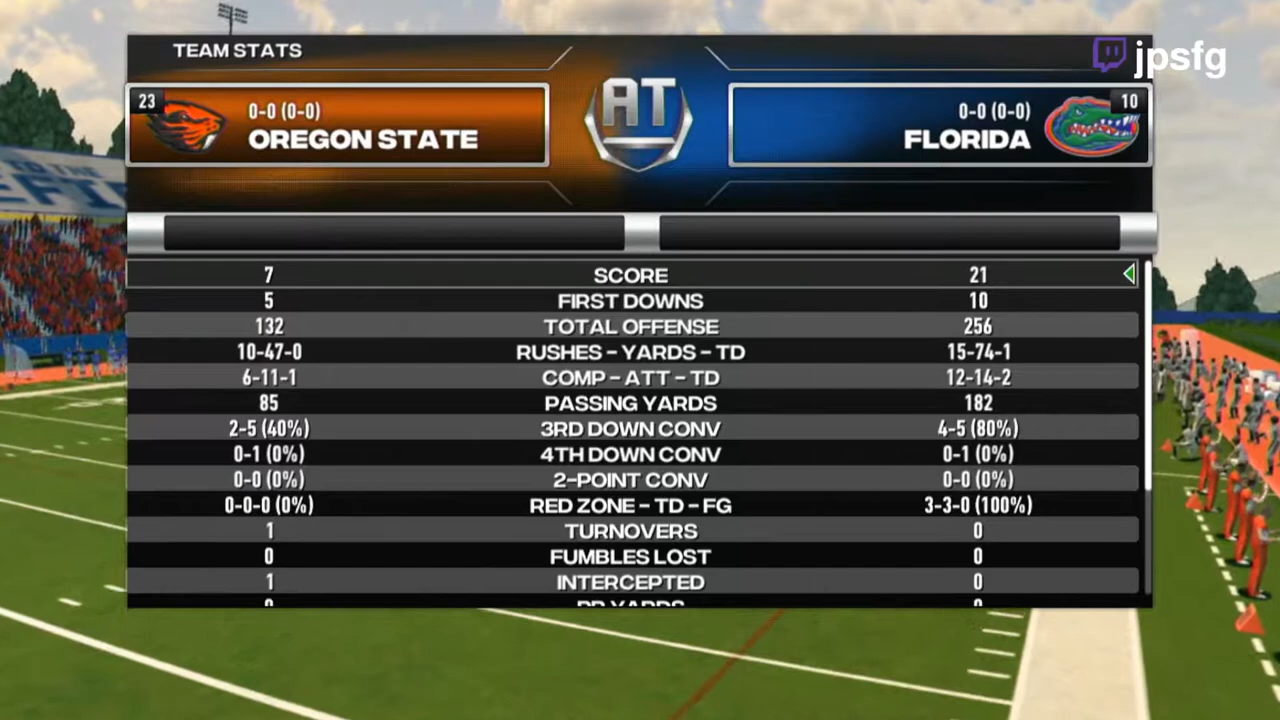 TEAM STATS
jpsfg
23
0-0 (0-0)
OREGON STATE
AT
0-0 (0-0)
FLORIDA
10
7 SCORE 21
5 FIRST DOWNS 10
132 TOTAL OFFENSE 256
10-47-0 RUSHES - YARDS - TD 15-74-1
6-11-1 COMP - ATT - TD 12-14-2
85 PASSING YARDS 182
2-5 (40%) 3RD DOWN CONV 4-5 (80%)
0-1 (0%) 4TH DOWN CONV 0-1 (0%)
0-0 (0%) 2-POINT CONV 0-0 (0%)
0-0-0 (0%) RED ZONE - TD - FG 3-3-0 (100%)
1 TURNOVERS 0
0 FUMBLES LOST 0
1 INTERCEPTED 0